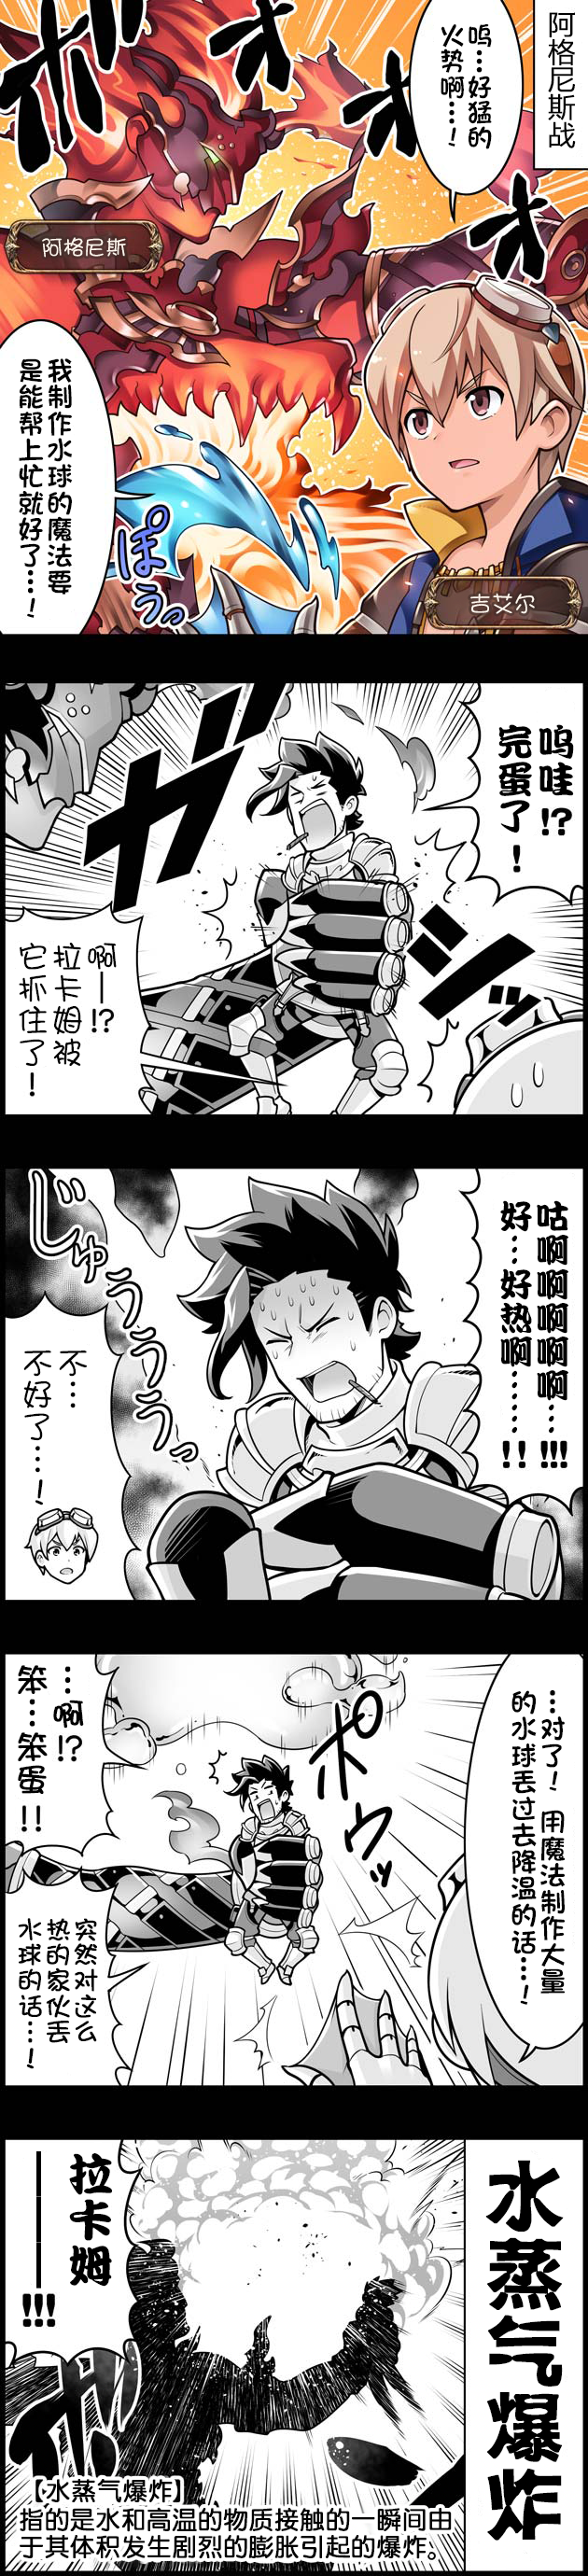 阿格尼斯战
呜…好猛的
火势啊…！
阿格尼斯
我制作水球的魔法要
是能帮上忙就好了…！
ぽうっ
吉艾尔
呜哇!?
完蛋了！
ガシッ
啊—!?
拉卡姆被
它抓住了！
咕啊啊啊啊啊…!!!
好…好热啊……!!
じゅうううっ
不…
不好了…！
…对了！用魔法制作大量
的水球丢过去降温的话…！
ポウッ
…啊!?
笨…笨蛋!!
突然对这么
热的家伙丢
水球的话…！
水蒸气爆炸
拉卡姆
————!!!
【水蒸气爆炸】
指的是水和高温的物质接触的一瞬间由
于其体积发生剧烈的膨胀引起的爆炸。